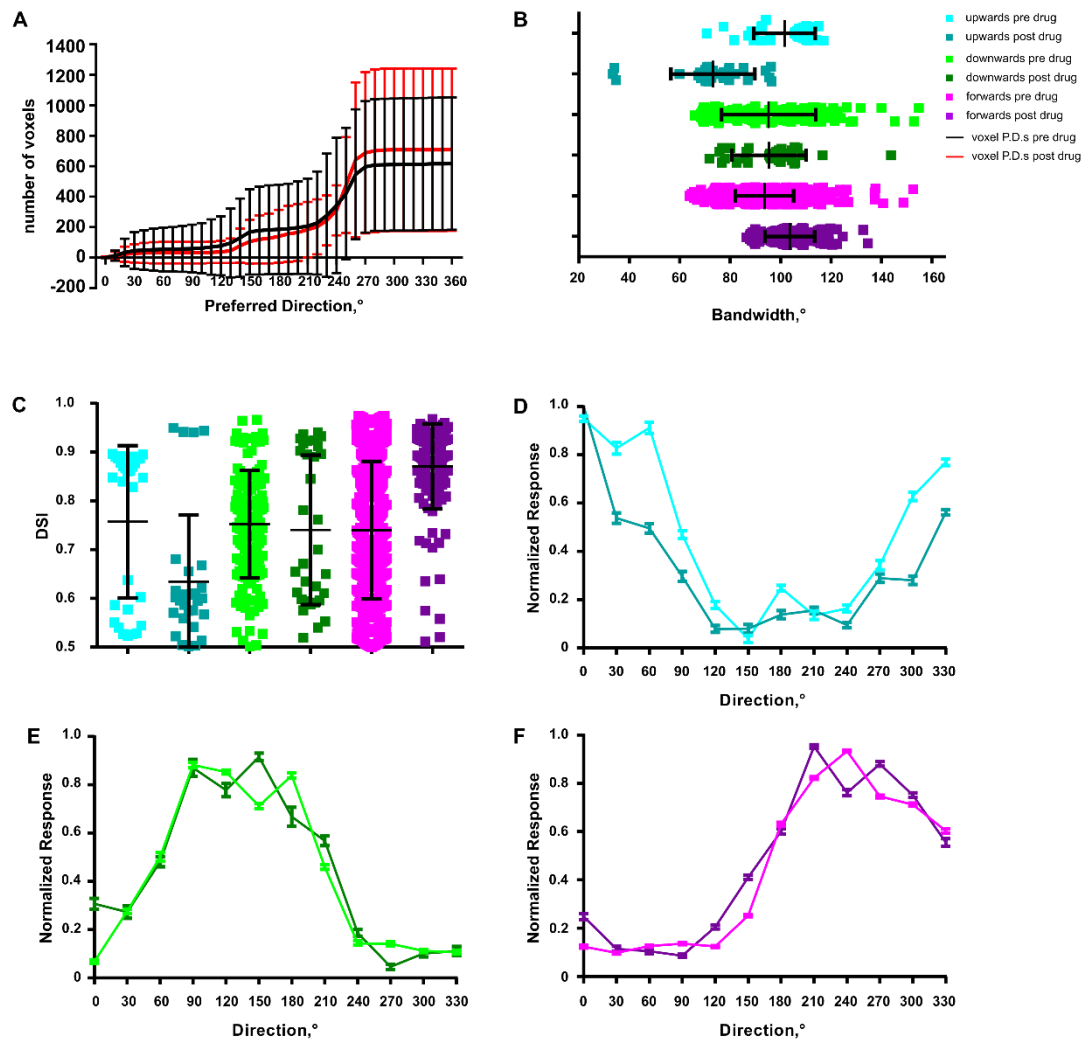 A
1400
1200
1000
800
600
400
200
0
-200
number of voxels
0 30 60 90 120 150 180 210 240 270 300 330 360
Preferred Direction,°
B
20 40 60 80 100 120 140 160
Bandwidth,°
upwards pre drug
upwards post drug
downwards pre drug
downwards post drug
forwards pre drug
forwards post drug
voxel P.D.s pre drug
voxel P.D.s post drug
C
1.0
0.9
0.8
0.7
0.6
0.5
DSI
D
1.0
0.8
0.6
0.4
0.2
0
Normalized Response
0 30 60 90 120 150 180 210 240 270 300 330
Direction,°
E
1.0
0.8
0.6
0.4
0.2
0
Normalized Response
0 30 60 90 120 150 180 210 240 270 300 330
Direction,°
F
1.0
0.8
0.6
0.4
0.2
0
Normalized Response
0 30 60 90 120 150 180 210 240 270 300 330
Direction,°